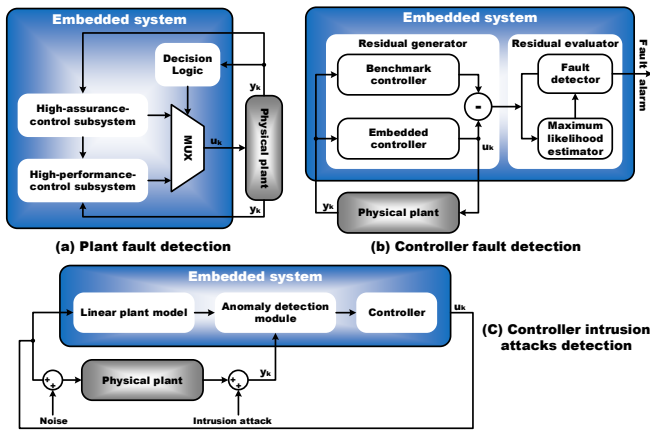 Embedded system
Decision
Logic
yk
High-assurance-
control subsystem
MUX
uk
Physical plant
High-performance-
control subsystem
yk
(a) Plant fault detection
Embedded system
Residual generator
Residual evaluator
Benchmark
controller
Fault
detector
Fault alarm
-
Embedded
controller
Maximum
likelihood
estimator
uk
yk
Physical plant
(b) Controller fault detection
Embedded system
Linear plant model
Anomaly detection
module
Controller
uk
(C) Controller intrusion
attacks detection
Physical plant
yk
+
+
+
+
Noise
Intrusion attack